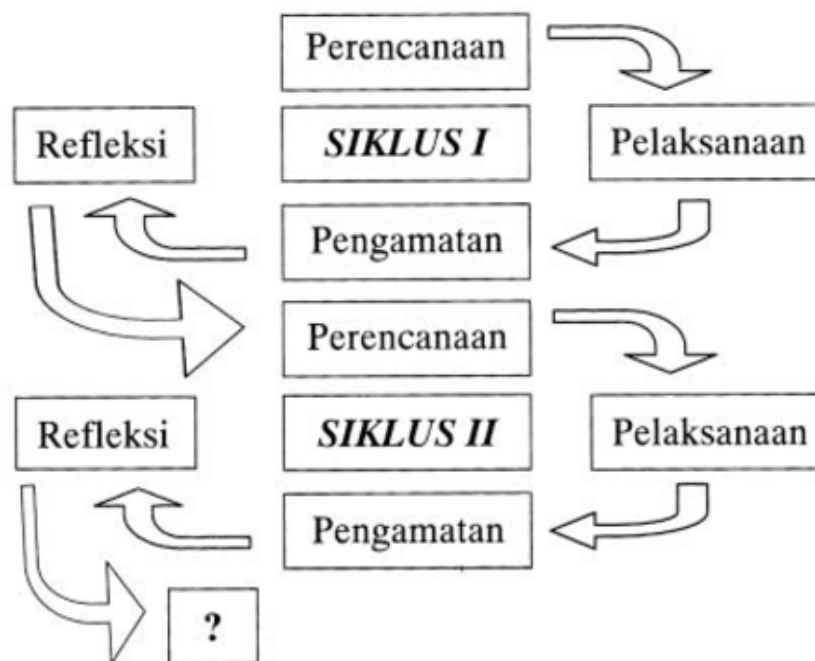 Perencanaan
Refleksi
SIKLUS I
Pelaksanaan
Pengamatan
Perencanaan
Refleksi
SIKLUS II
Pelaksanaan
Pengamatan
?